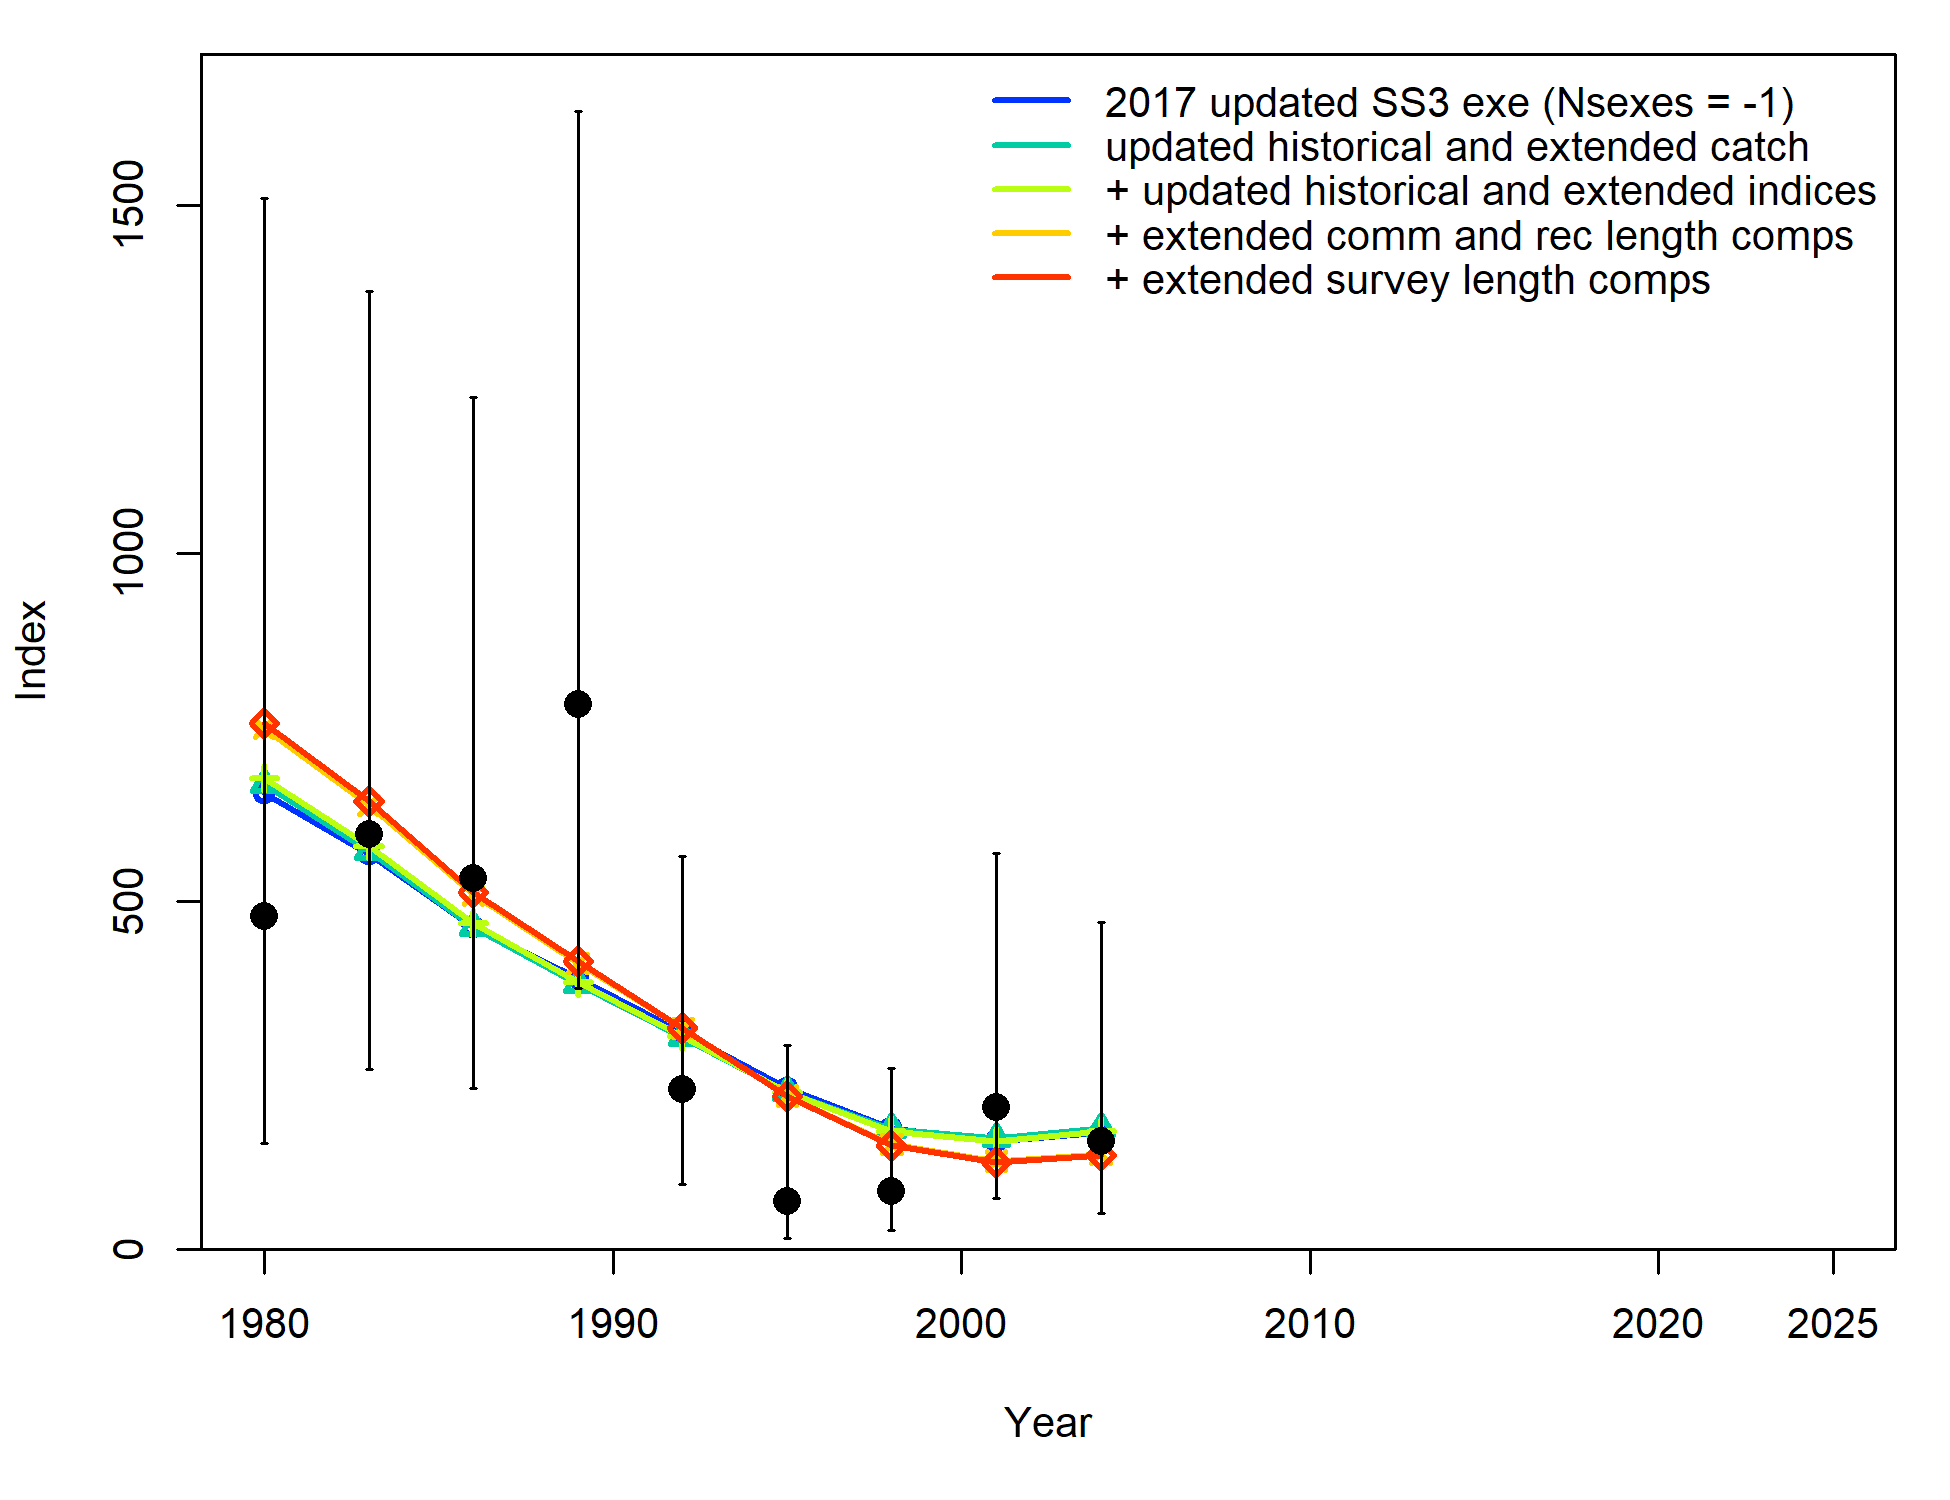 2017 updated SS3 exe (Nsexes = -1)
updated historical and extended catch
+ updated historical and extended indices
+ extended comm and rec length comps
+ extended survey length comps
1500
1000
500
0
Index
1980 1990 2000 2010 2020 2025
Year